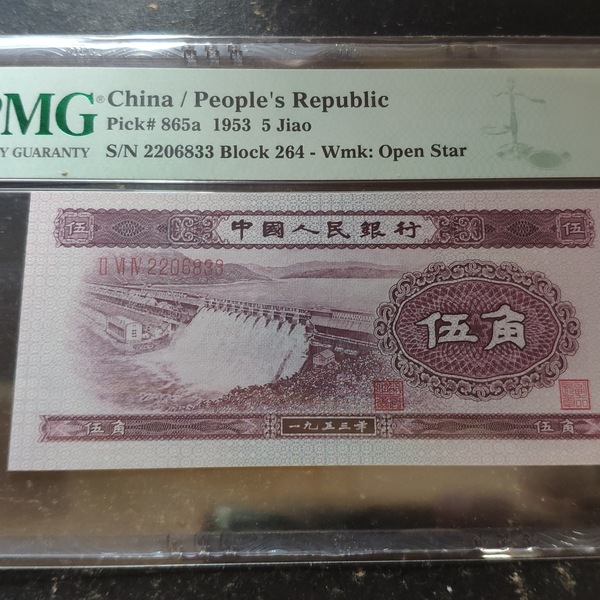 PMG® China / People's Republic
Pick# 865a 1953 5 Jiao
Y GUARANTY S/N 2206833 Block 264 - Wmk: Open Star
伍 中國人民銀行 伍
II VI IV 2206833
伍角
伍角 一九五三年 伍角